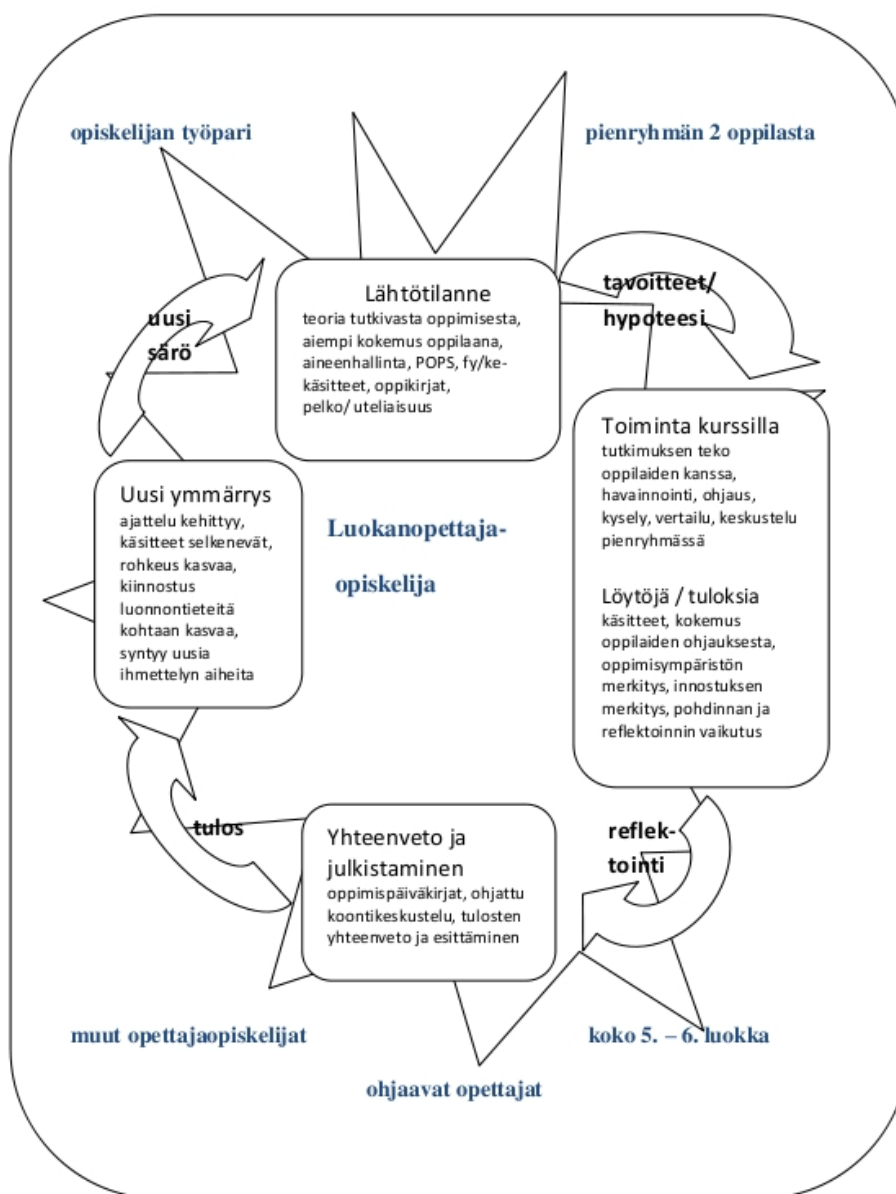 opiskelijan työpari
pienryhmän 2 oppilasta
Lähtötilanne
teoria tutkivasta oppimisesta,
aiempi kokemus oppilaana,
aineenhallinta, POPS, fy/ke-
käsitteet, oppikirjat,
pelko/ uteliaisuus
tavoitteet/
hypoteesi
Toiminta kurssilla
tutkimuksen teko
oppilaiden kanssa,
havainnointi, ohjaus,
kysely, vertailu, keskustelu
pienryhmässä
Löytöjä / tuloksia
käsitteet, kokemus
oppilaiden ohjauksesta,
oppimisympäristön
merkitys, innostuksen
merkitys, pohdinnan ja
reflektoinnin vaikutus
reflek-
tointi
Yhteenveto ja
julkistaminen
oppimispäiväkirjat, ohjattu
koontikeskustelu, tulosten
yhteenveto ja esittäminen
tulos
Uusi ymmärrys
ajattelu kehittyy,
käsitteet selkenevät,
rohkeus kasvaa,
kiinnostus
luonnontieteitä
kohtaan kasvaa,
syntyy uusia
ihmettelyn aiheita
uusi
särö
Luokanopettaja-
opiskelija
muut opettajaopiskelijat
koko 5. – 6. luokka
ohjaavat opettajat